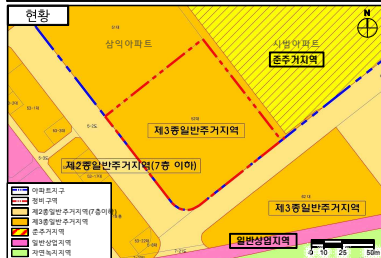 현황
N
삼익아파트
시범아파트
준주거지역
제3종일반주거지역
제2종일반주거지역(7층 이하)
제3종일반주거지역
일반상업지역
아파트지구
정비구역
제2종일반주거지역(7층이하)
제3종일반주거지역
준주거지역
일반상업지역
자연녹지지역
0 10 25 50m